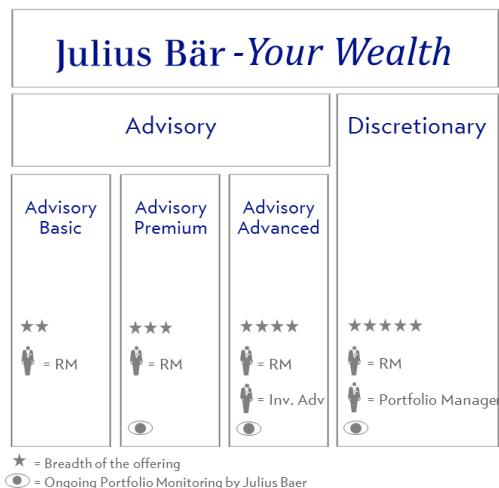 Julius Bär - Your Wealth
Advisory
Discretionary
Advisory
Basic
Advisory
Premium
Advisory
Advanced
★★
★★★
★★★★
★★★★★
= RM
= RM
= RM
= RM
= Inv. Adv
= Portfolio Manager
★ = Breadth of the offering
= Ongoing Portfolio Monitoring by Julius Baer